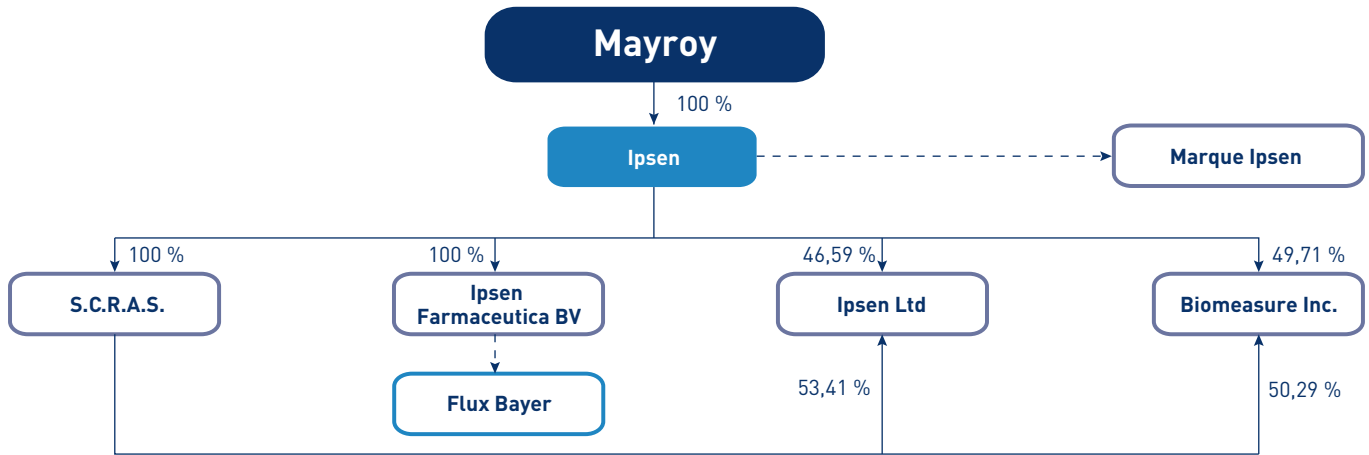 Mayroy
100 %
Ipsen
Marque Ipsen
100 %
100 %
46,59 %
49,71 %
S.C.R.A.S.
Ipsen
Farmaceutica BV
Ipsen Ltd
Biomeasure Inc.
Flux Bayer
53,41 %
50,29 %